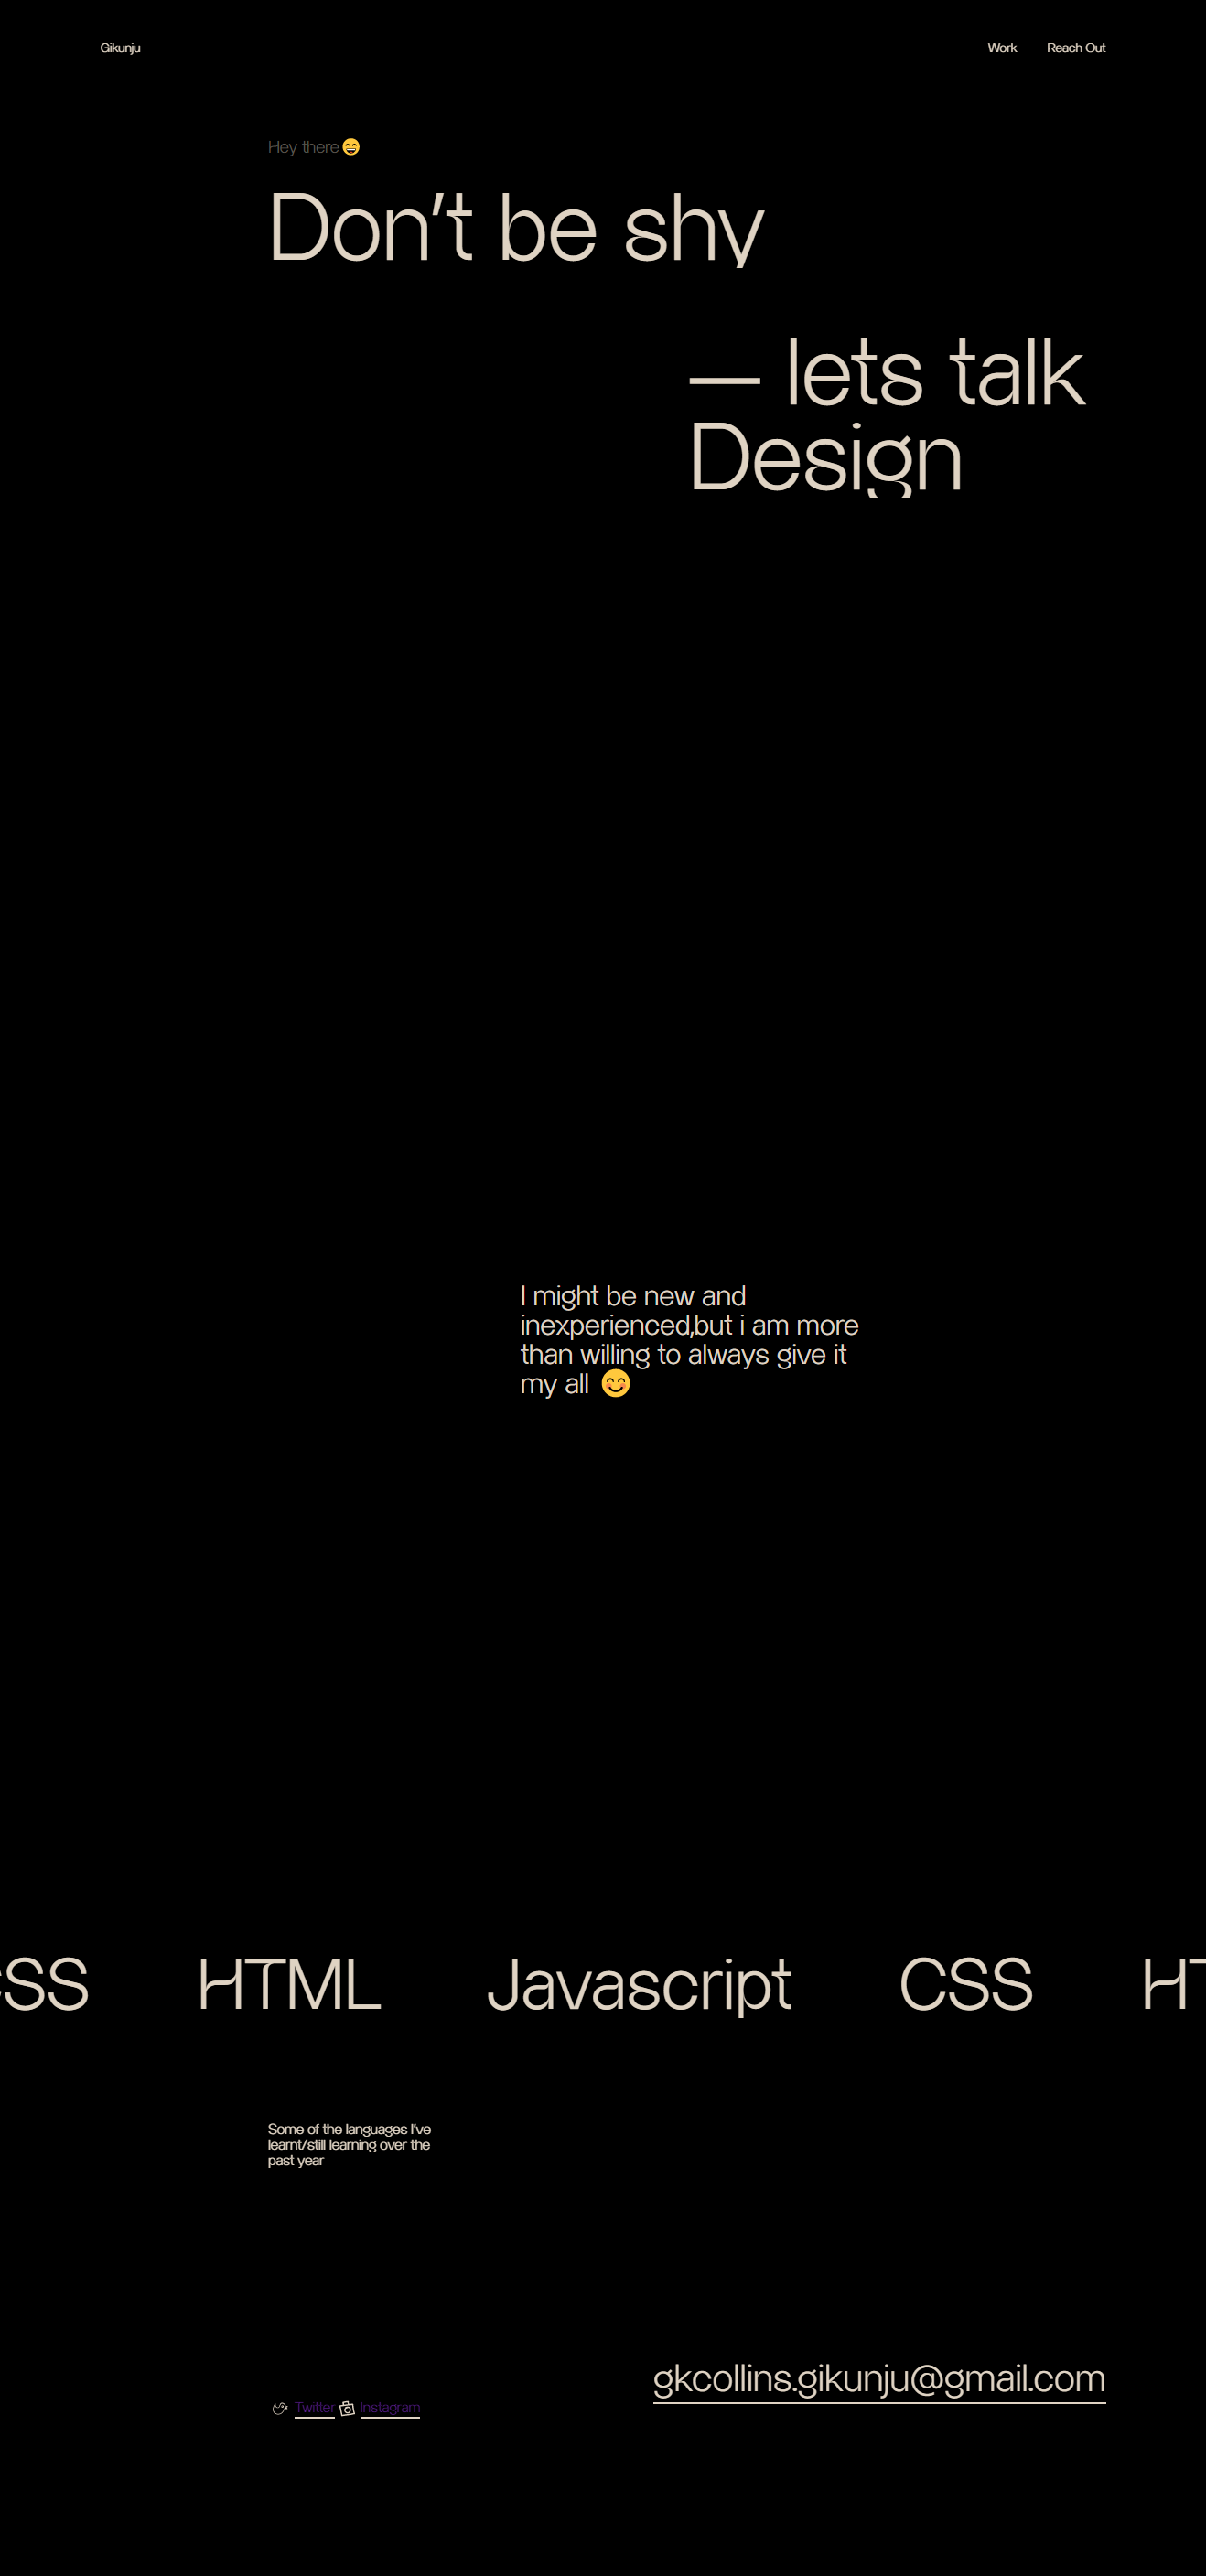 Gikunju
Work
Reach Out
Hey there😄
Don't be shy
— lets talk
Design
I might be new and
inexperienced,but i am more
than willing to always give it
my all 😊
CSS HTML Javascript CSS HT
Some of the languages I've
learnt/still learning over the
past year
gkcollins.gikunju@gmail.com
Twitter Instagram